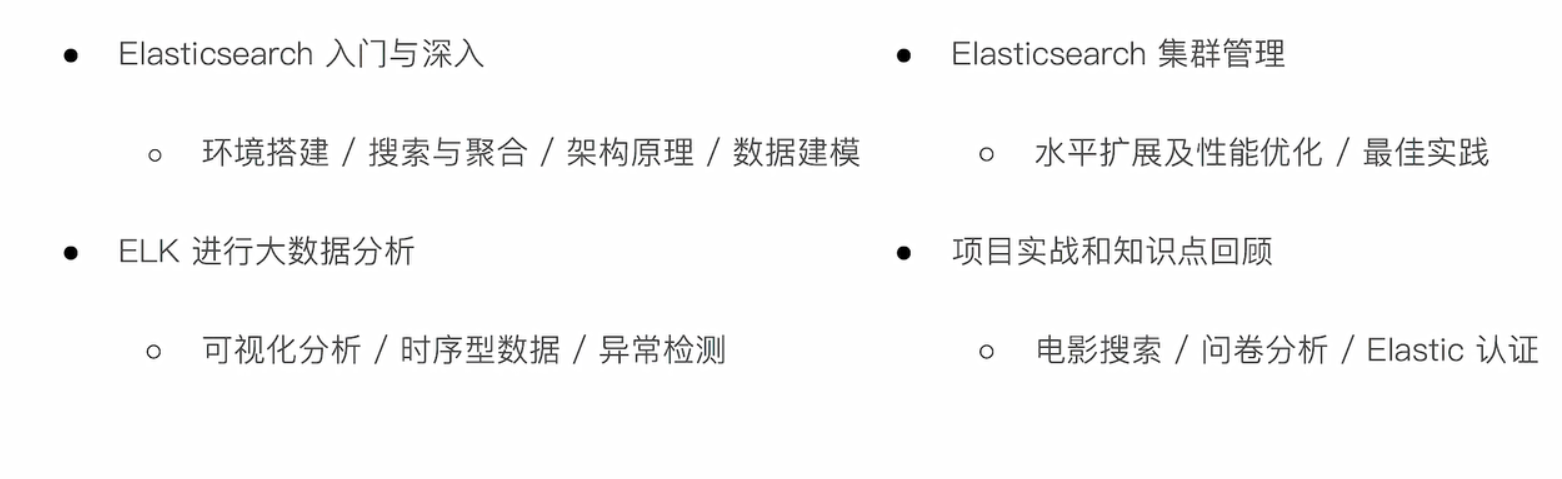 Elasticsearch 入门与深入
环境搭建 / 搜索与聚合 / 架构原理 / 数据建模
ELK 进行大数据分析
可视化分析 / 时序型数据 / 异常检测
Elasticsearch 集群管理
水平扩展及性能优化 / 最佳实践
项目实战和知识点回顾
电影搜索 / 问卷分析 / Elastic 认证